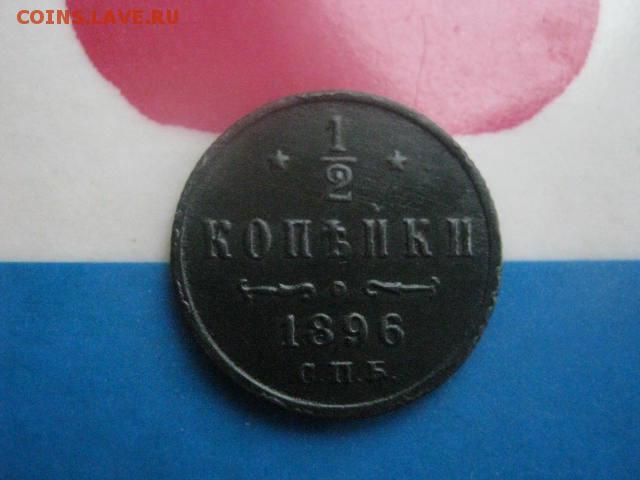 COINS.LAVE.RU
1
2
КОПѢЙКИ
1896
С.П.Б.